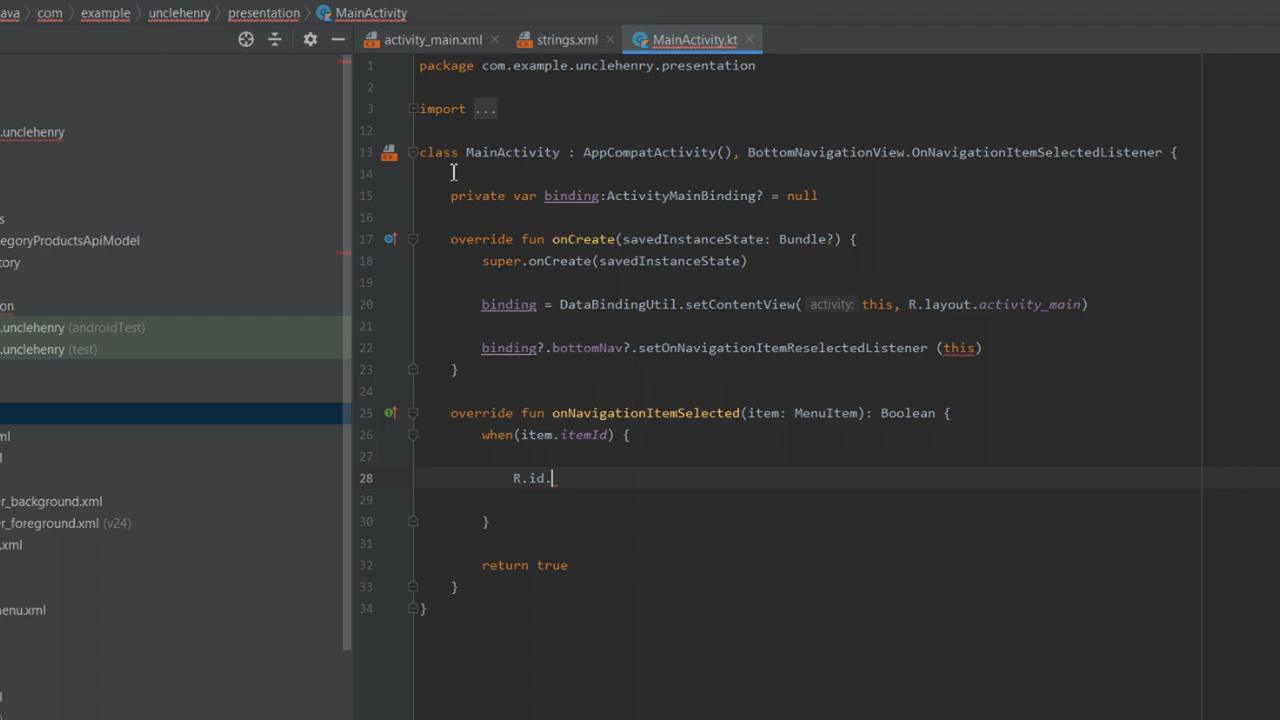 ava com example unclehenry presentation MainActivity
activity_main.xml strings.xml MainActivity.kt
1 package com.example.unclehenry.presentation
2
3 import ...
12
13 class MainActivity : AppCompatActivity(), BottomNavigationView.OnNavigationItemSelectedListener {
14
15 private var binding:ActivityMainBinding? = null
16
17 override fun onCreate(savedInstanceState: Bundle?) {
18 super.onCreate(savedInstanceState)
19
20 binding = DataBindingUtil.setContentView( activity: this, R.layout.activity_main)
21
22 binding?.bottomNav?.setOnNavigationItemReselectedListener (this)
23 }
24
25 override fun onNavigationItemSelected(item: MenuItem): Boolean {
26 when(item.itemId) {
27
28 R.id.
29
30 }
31
32 return true
33 }
34 }
.unclehenry
s
egoryProductsApiModel
ory
on
.unclehenry (androidTest)
.unclehenry (test)
ml
l
er_background.xml
er_foreground.xml (v24)
.xml
enu.xml
l